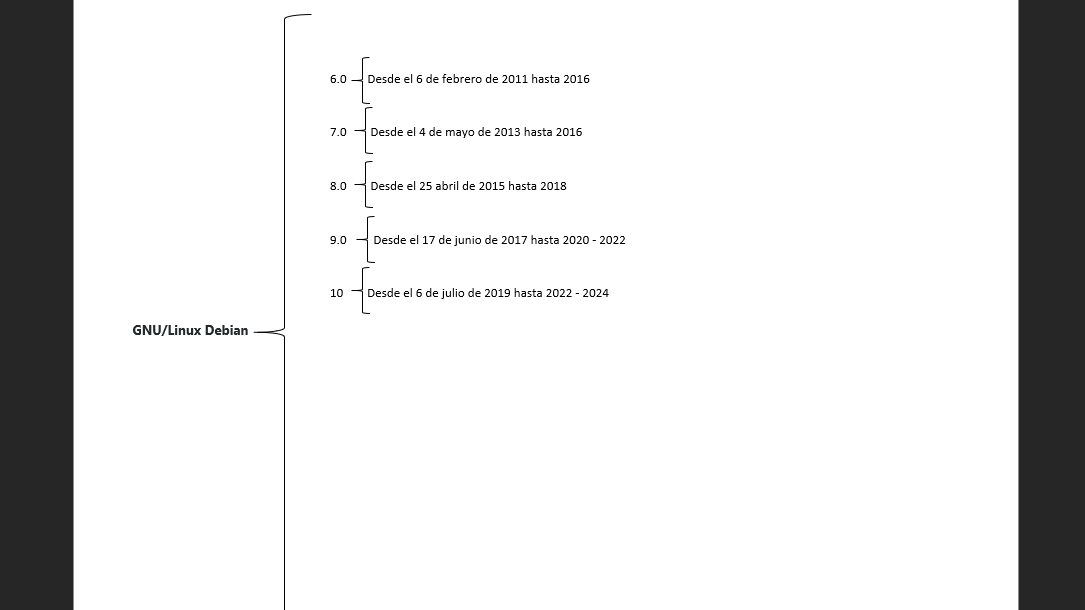 6.0 Desde el 6 de febrero de 2011 hasta 2016
7.0 Desde el 4 de mayo de 2013 hasta 2016
8.0 Desde el 25 abril de 2015 hasta 2018
9.0 Desde el 17 de junio de 2017 hasta 2020 - 2022
10 Desde el 6 de julio de 2019 hasta 2022 - 2024
GNU/Linux Debian